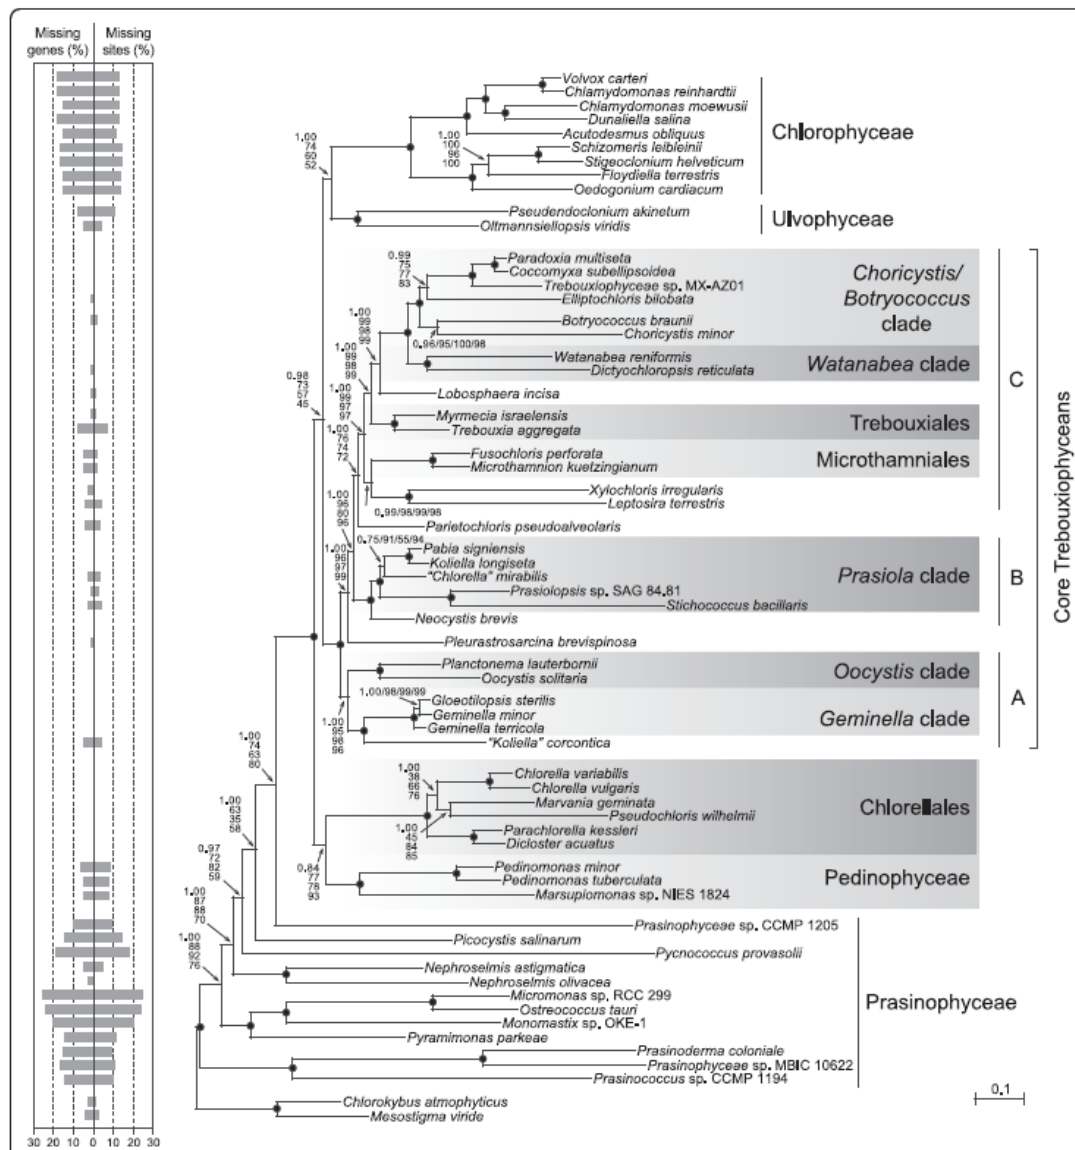 Missing genes (%)
Missing sites (%)
30 20 10 0 10 20 30
Volvox carteri
Chlamydomonas reinhardtii
Chlamydomonas moewusii
Dunaliella salina
Acutodesmus obliquus
1.00
100
96
100
Schizomeris leibleinii
Stigeoclonium helveticum
Floydiella terrestris
Oedogonium cardiacum
Chlorophyceae
1.00
74
60
52
Pseudendoclonium akinetum
Oltmannsiellopsis viridis
Ulvophyceae
0.99
75
77
83
Paradoxia multiseta
Coccomyxa subellipsoidea
Trebouxiophyceae sp. MX-AZ01
Elliptochloris bilobata
Botryococcus braunii
Choricystis minor
0.96/95/100/98
Choricystis/
Botryococcus
clade
1.00
99
98
99
Watanabea reniformis
Dictyochloropsis reticulata
Watanabea clade
1.00
99
98
99
Lobosphaera incisa
0.98
73
57
45
1.00
99
97
97
Myrmecia israelensis
Trebouxia aggregata
Trebouxiales
1.00
76
74
72
Fusochloris perforata
Microthamnion kuetzingianum
Microthamniales
Xylochloris irregularis
Leptosira terrestris
0.99/98/99/98
C
1.00
96
80
96
Parietochloris pseudoalveolaris
0.75/91/55/94
1.00
96
97
99
Pabia signiensis
Koliella longiseta
"Chlorella" mirabilis
Prasiolopsis sp. SAG 84.81
Stichococcus bacillaris
Neocystis brevis
Prasiola clade
B
Core Trebouxiophyceans
Pleurastrosarcina brevispinosa
Planctonema lauterbornii
Oocystis solitaria
Oocystis clade
1.00/98/99/99
Gloeotilopsis sterilis
Geminella minor
Geminella terricola
"Koliella" corcontica
Geminella clade
A
1.00
95
98
96
1.00
74
63
80
1.00
38
66
76
Chlorella variabilis
Chlorella vulgaris
Marvania geminata
Pseudochloris wilhelmii
Parachlorella kessleri
Dicloster acuatus
1.00
45
84
85
Chlorellales
1.00
63
35
58
0.84
77
78
93
Pedinomonas minor
Pedinomonas tuberculata
Marsupiomonas sp. NIES 1824
Pedinophyceae
0.97
72
82
59
1.00
87
88
70
1.00
88
92
76
Prasinophyceae sp. CCMP 1205
Picocystis salinarum
Pycnococcus provasolii
Nephroselmis astigmatica
Nephroselmis olivacea
Micromonas sp. RCC 299
Ostreococcus tauri
Monomastix sp. OKE-1
Pyramimonas parkeae
Prasinoderma coloniale
Prasinophyceae sp. MBIC 10622
Prasinococcus sp. CCMP 1194
Prasinophyceae
0.1
Chlorokybus atmophyticus
Mesostigma viride